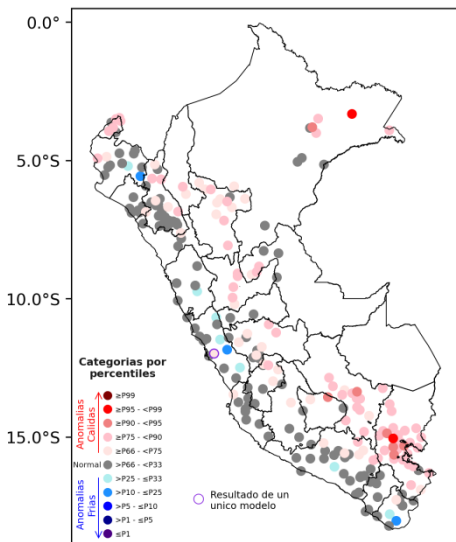 0.0°
5.0°S
10.0°S
15.0°S
Categorias por
percentiles
Anomalias
Calidas
≥P99
≥P95 - <P99
≥P90 - <P95
≥P75 - <P90
≥P66 - <P75
Normal
>P66 - <P33
Anomalias
Frias
>P25 - ≤P33
>P10 - ≤P25
>P5 - ≤P10
>P1 - ≤P5
≤P1
Resultado de un
unico modelo